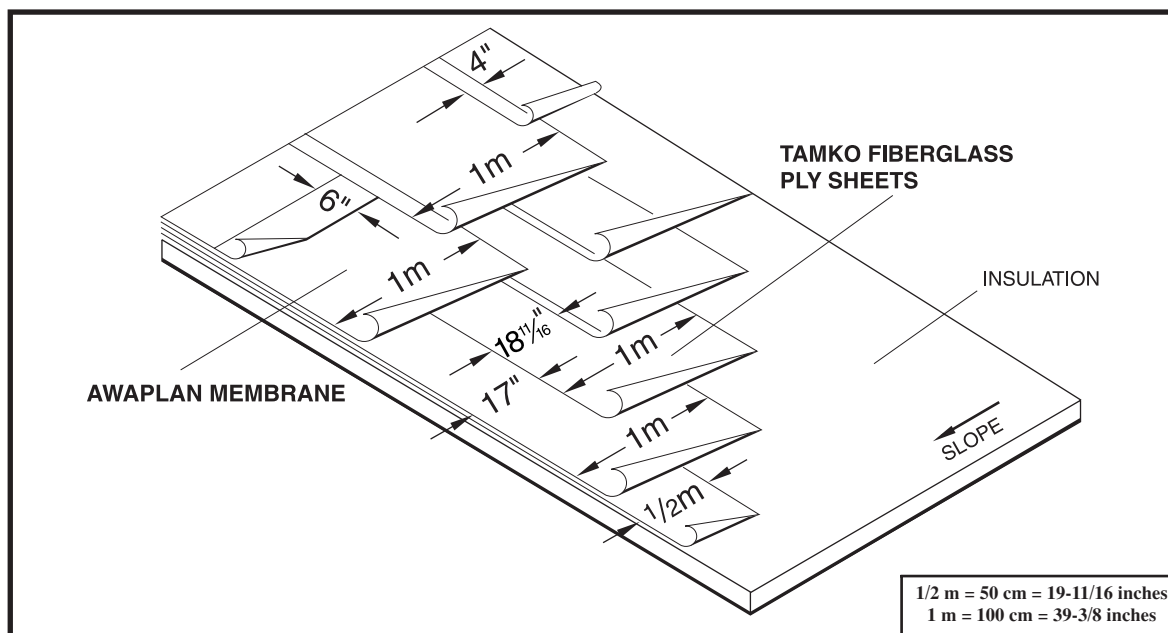 4"
1m
TAMKO FIBERGLASS
PLY SHEETS
6"
1m
INSULATION
18 11/16"
1m
AWAPLAN MEMBRANE
17"
1m
SLOPE
1/2m
1/2 m = 50 cm = 19-11/16 inches
1 m = 100 cm = 39-3/8 inches